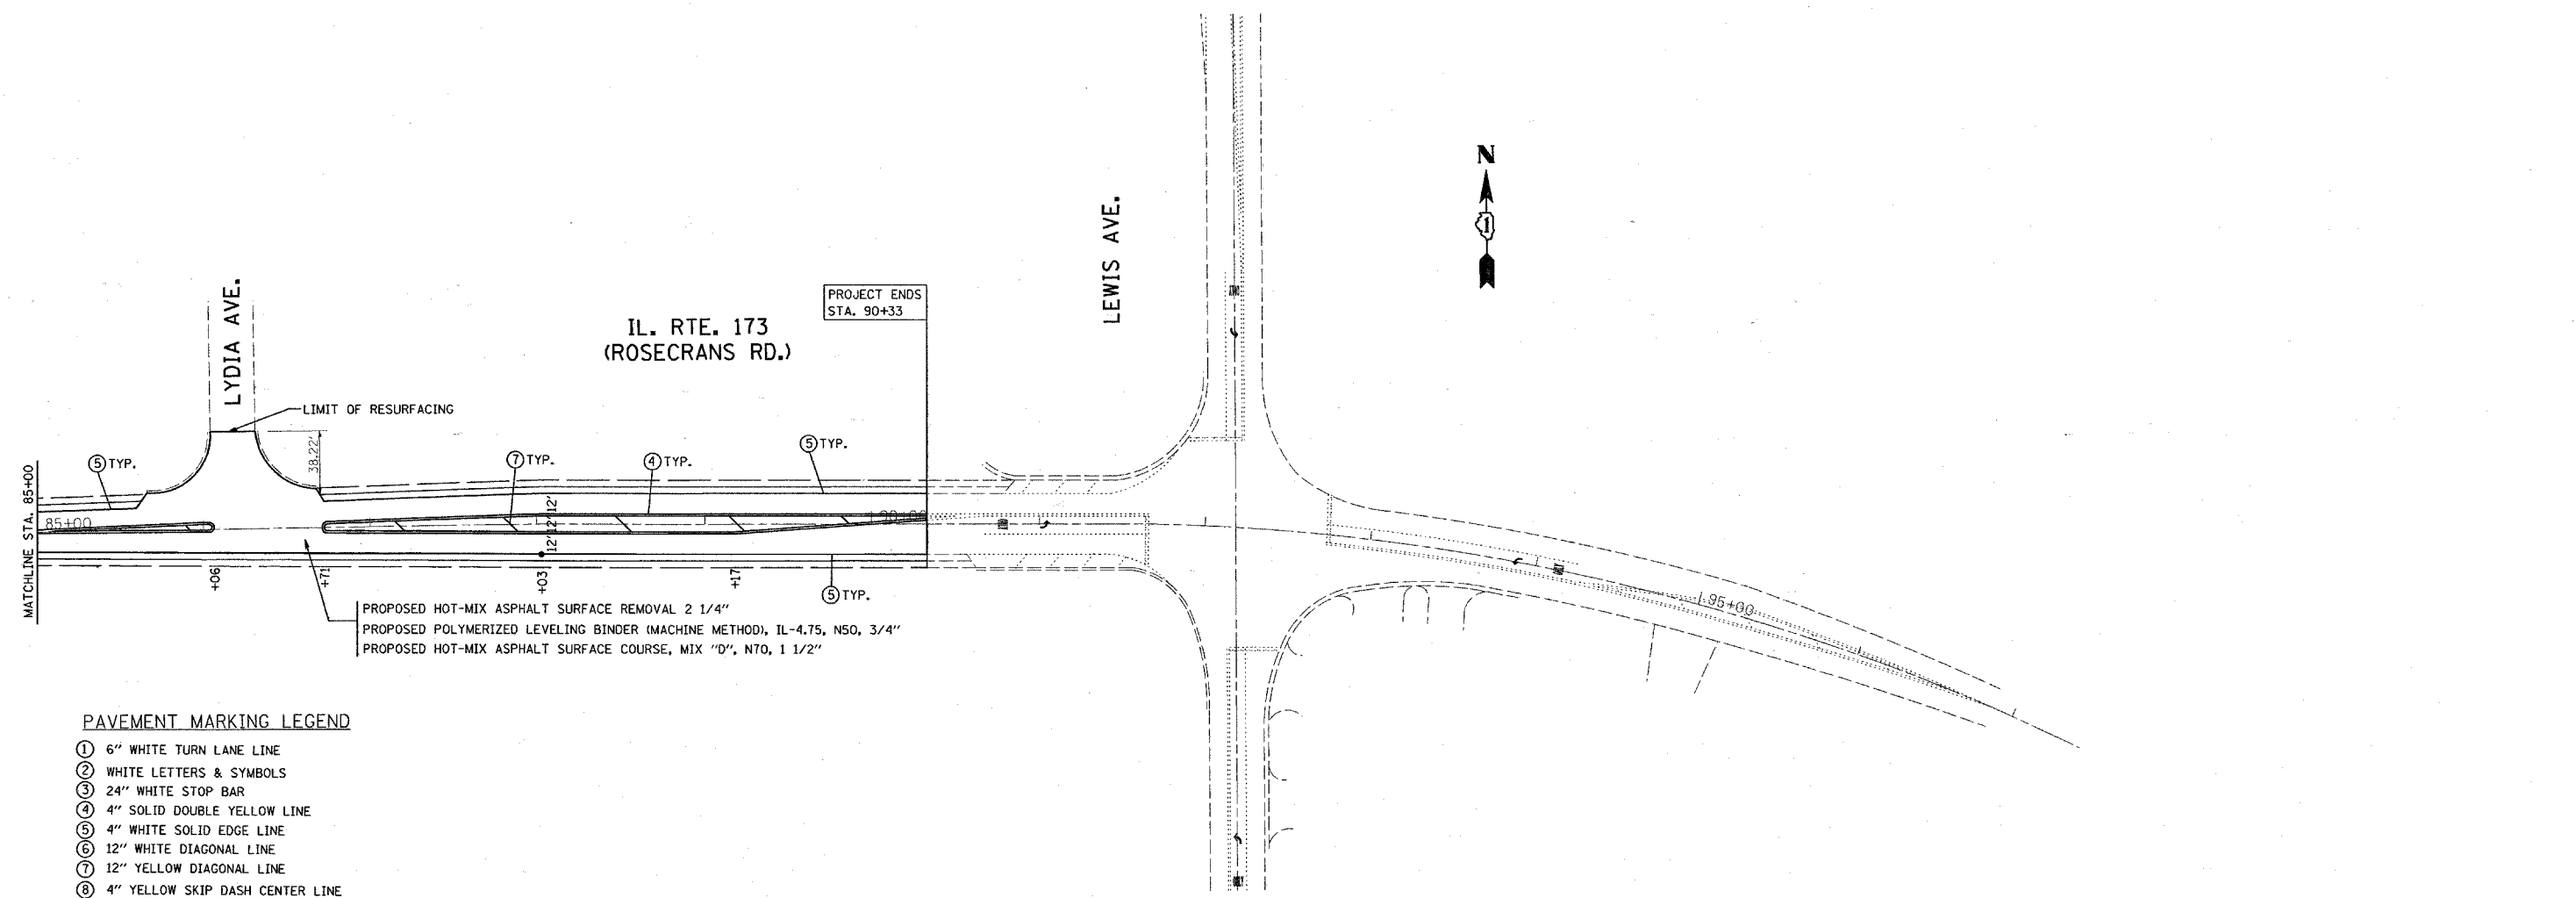 N
1
LEWIS AVE.
LYDIA AVE.
PROJECT ENDS
STA. 90+33
IL. RTE. 173
(ROSECRANS RD.)
LIMIT OF RESURFACING
38.22'
MATCHLINE STA. 85+00
5 TYP.
7 TYP.
4 TYP.
5 TYP.
85+00
12' 12' 12' 12'
90+00
+06
+71
+03
+17
5 TYP.
95+00
PROPOSED HOT-MIX ASPHALT SURFACE REMOVAL 2 1/4"
PROPOSED POLYMERIZED LEVELING BINDER (MACHINE METHOD), IL-4.75, N50, 3/4"
PROPOSED HOT-MIX ASPHALT SURFACE COURSE, MIX "D", N70, 1 1/2"
PAVEMENT MARKING LEGEND
1 6" WHITE TURN LANE LINE
2 WHITE LETTERS & SYMBOLS
3 24" WHITE STOP BAR
4 4" SOLID DOUBLE YELLOW LINE
5 4" WHITE SOLID EDGE LINE
6 12" WHITE DIAGONAL LINE
7 12" YELLOW DIAGONAL LINE
8 4" YELLOW SKIP DASH CENTER LINE